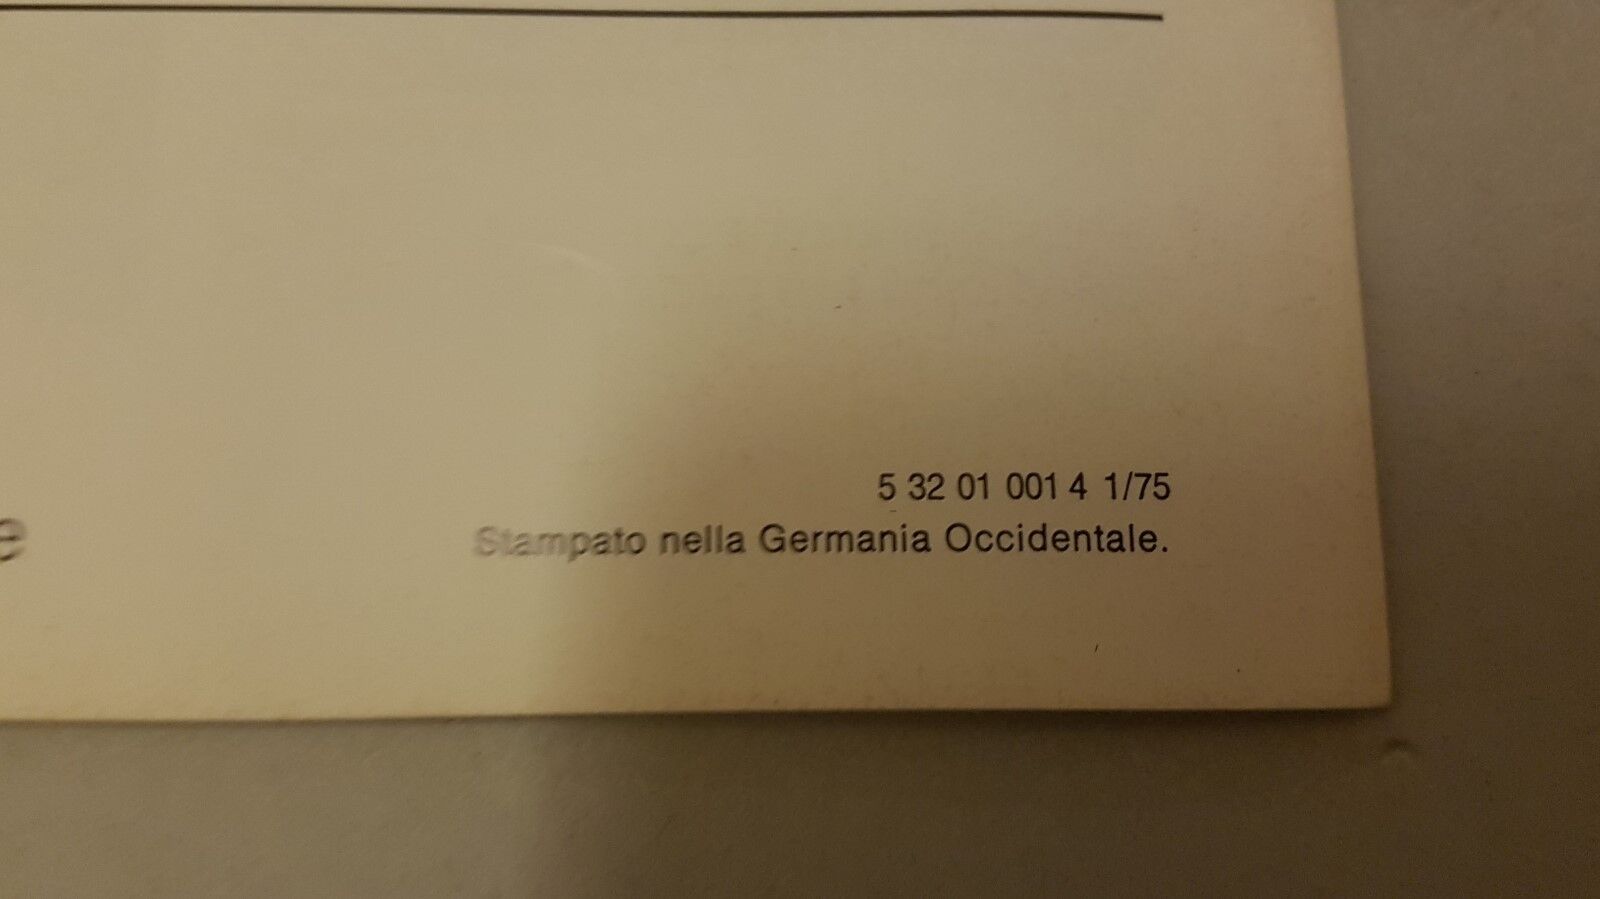 5 32 01 001 4 1/75
e
Stampato nella Germania Occidentale.